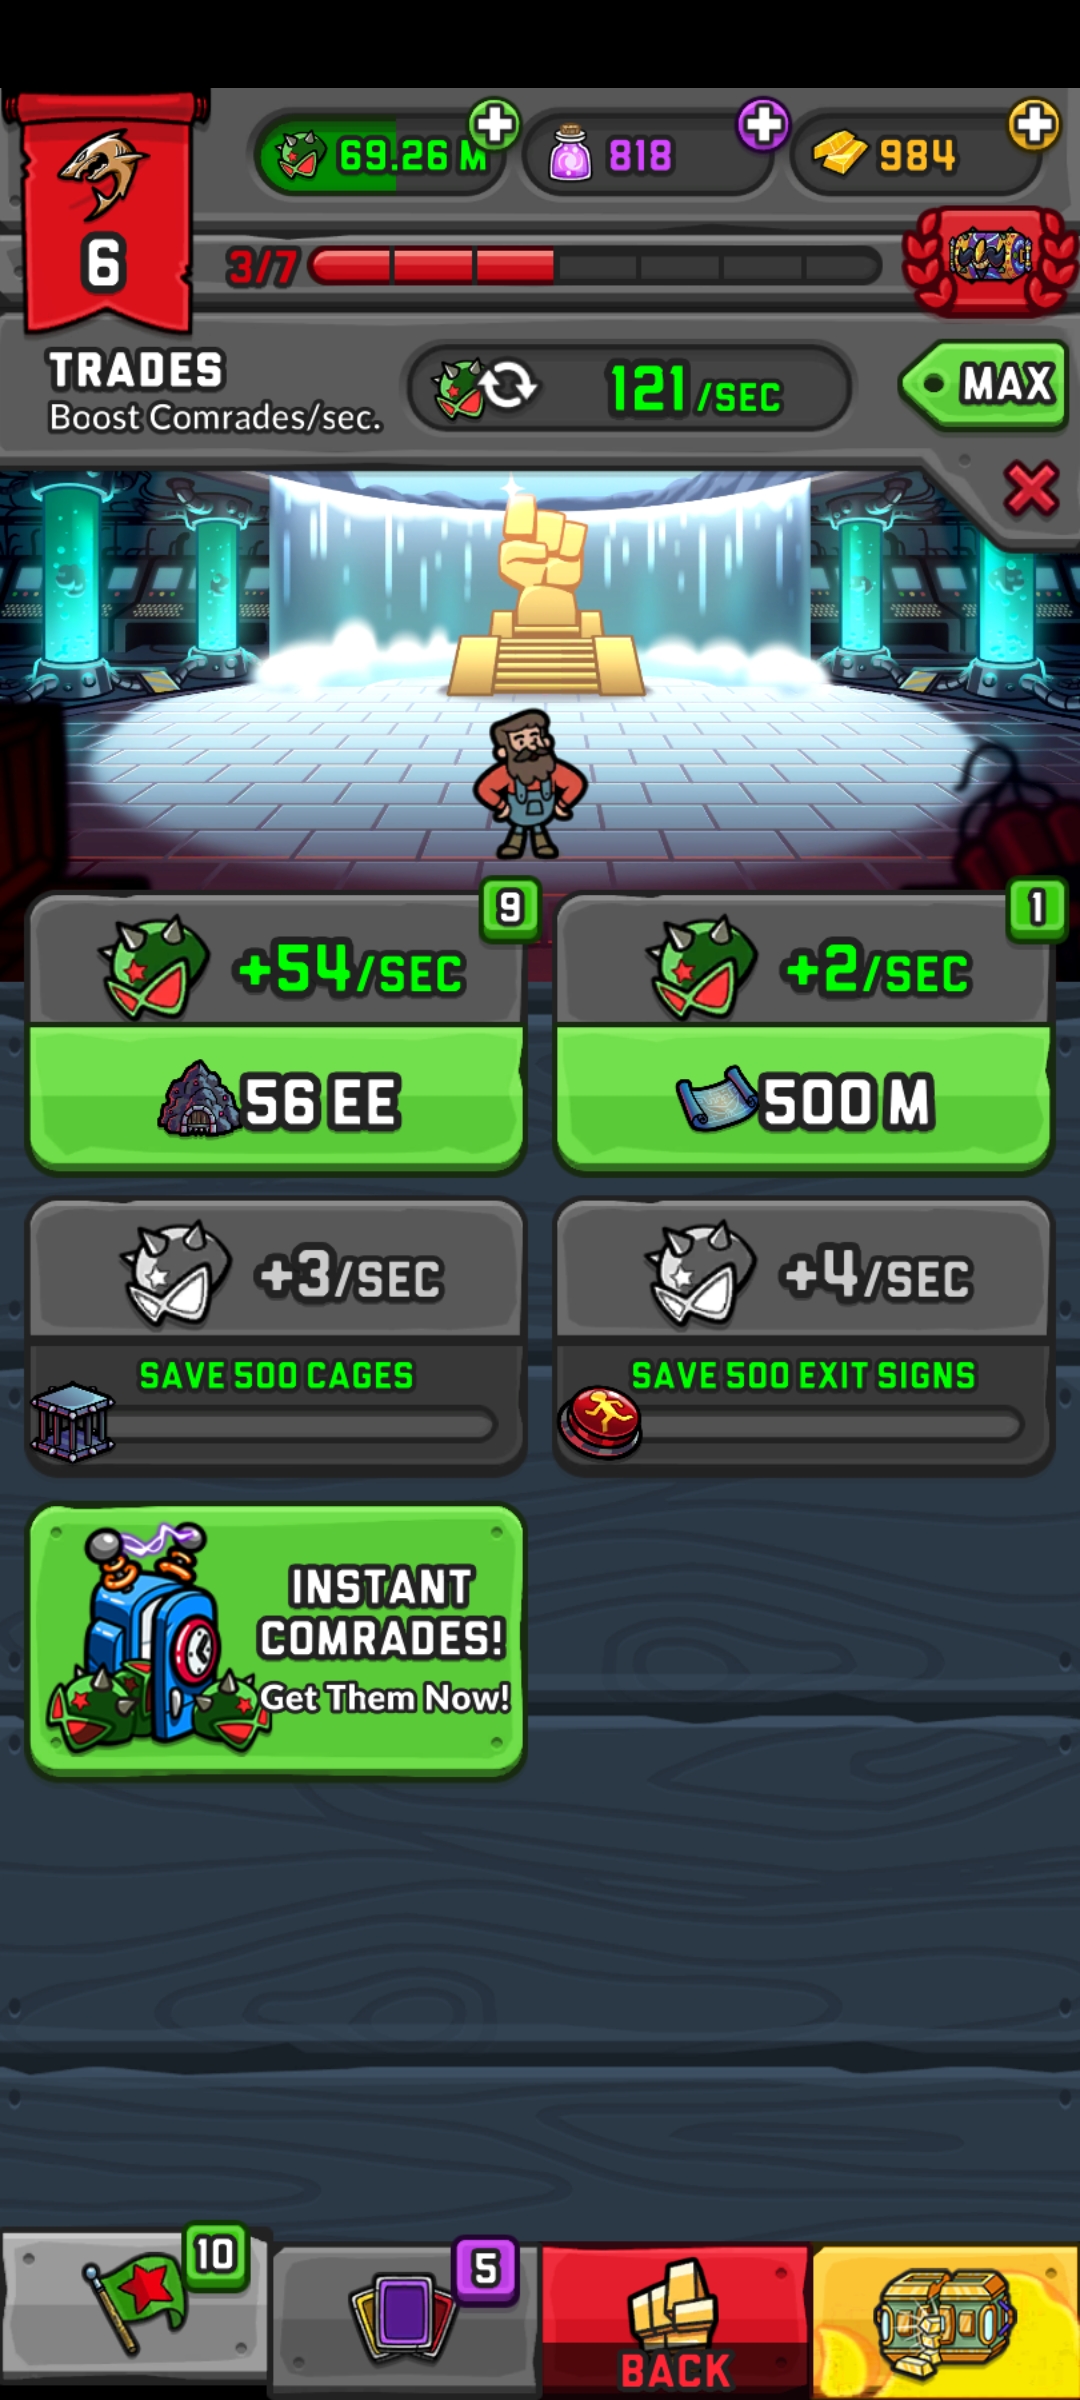 69.26 M
818
984
6
3/7
TRADES
Boost Comrades/sec.
121/SEC
MAX
9
+54/SEC
56 EE
1
+2/SEC
500 M
+3/SEC
SAVE 500 CAGES
+4/SEC
SAVE 500 EXIT SIGNS
INSTANT
COMRADES!
Get Them Now!
10
5
BACK